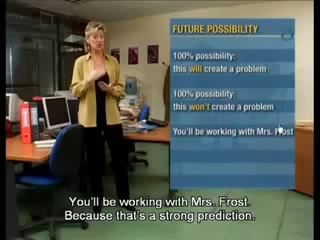 FUTURE POSSIBILITY
100% possibility:
this will create a problem
100% possibility:
this won't create a problem
You'll be working with Mrs. Frost
You'll be working with Mrs. Frost.
Because that's a strong prediction.